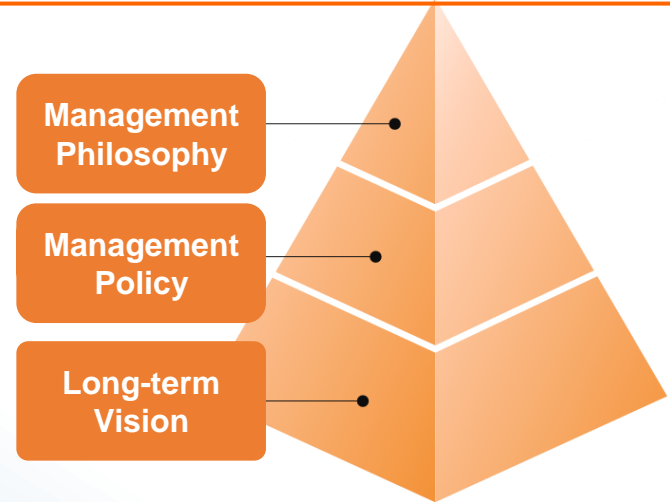 Management
Philosophy
Management
Policy
Long-term
Vision